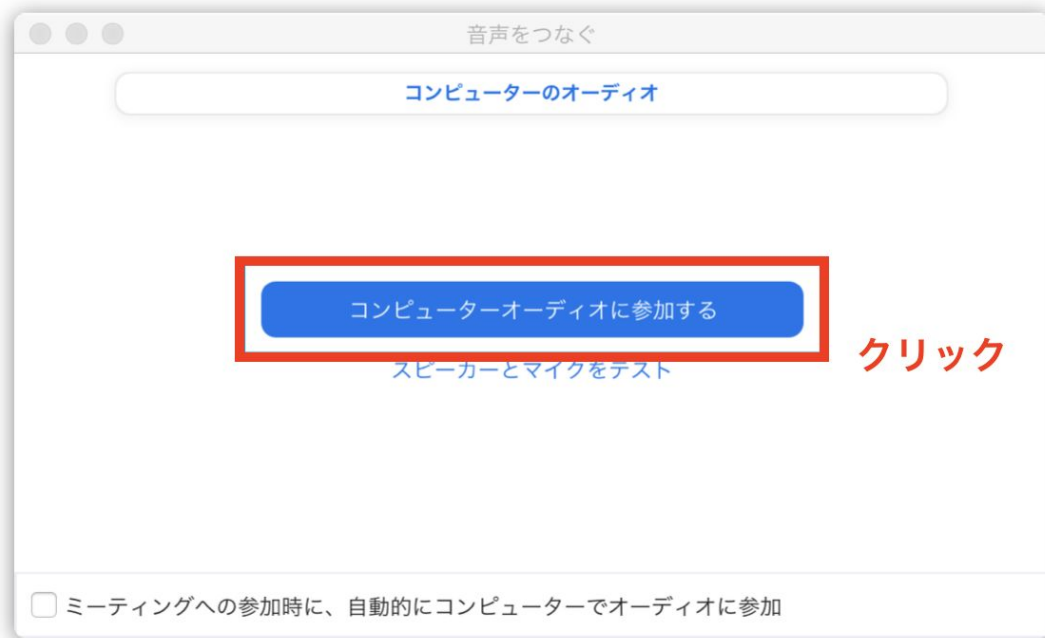 音声をつなぐ
コンピューターのオーディオ
コンピューターオーディオに参加する
クリック
スピーカーとマイクをテスト
ミーティングへの参加時に、自動的にコンピューターでオーディオに参加